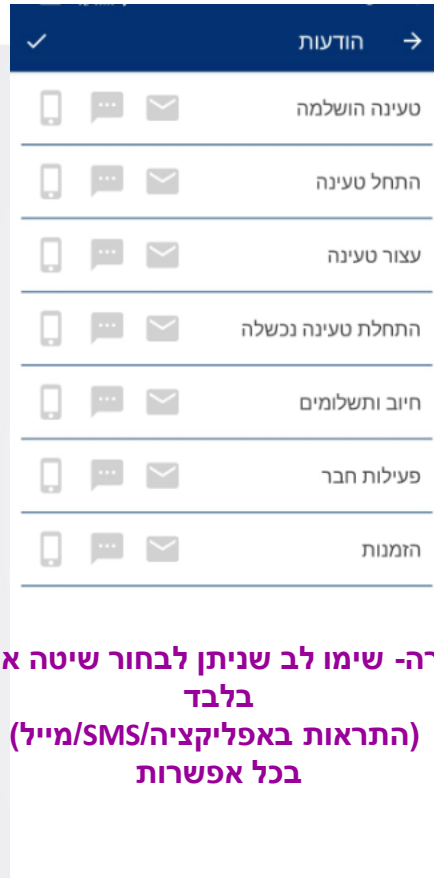 הודעות
טעינה הושלמה
התחל טעינה
עצור טעינה
התחלת טעינה נכשלה
חיוב ותשלומים
פעילות חבר
הזמנות
שימו לב שניתן לבחור שיטה
בלבד
(התראות באפליקציה/SMS/מייל)
בכל אפשרות